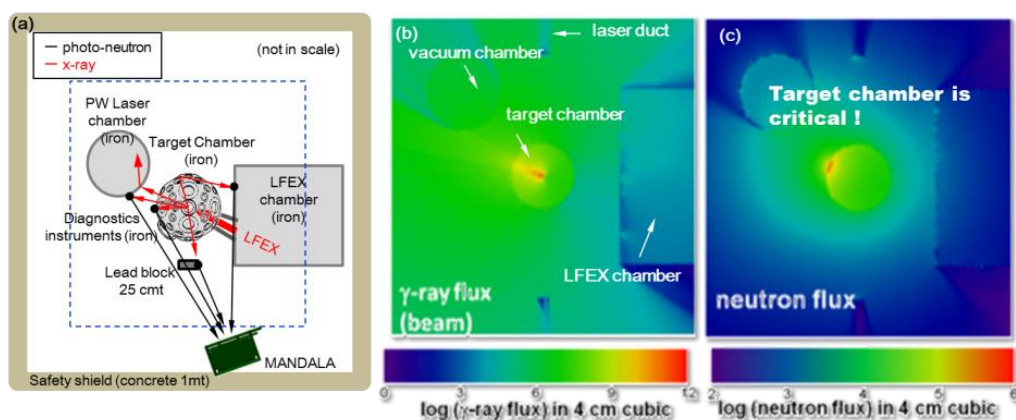 (a)
photo-neutron
x-ray
(not in scale)
PW Laser
chamber
(iron)
Target Chamber
(iron)
LFEX
chamber
(iron)
Diagnostics
instruments (iron)
LFEX
Lead block
25 cmt
MANDALA
Safety shield (concrete 1mt)
(b)
laser duct
vacuum chamber
target chamber
LFEX chamber
γ-ray flux
(beam)
0 3 6 9 12
log (γ-ray flux) in 4 cm cubic
(c)
Target chamber is
critical !
neutron flux
2 3 4 5 6
log (neutron flux) in 4 cm cubic